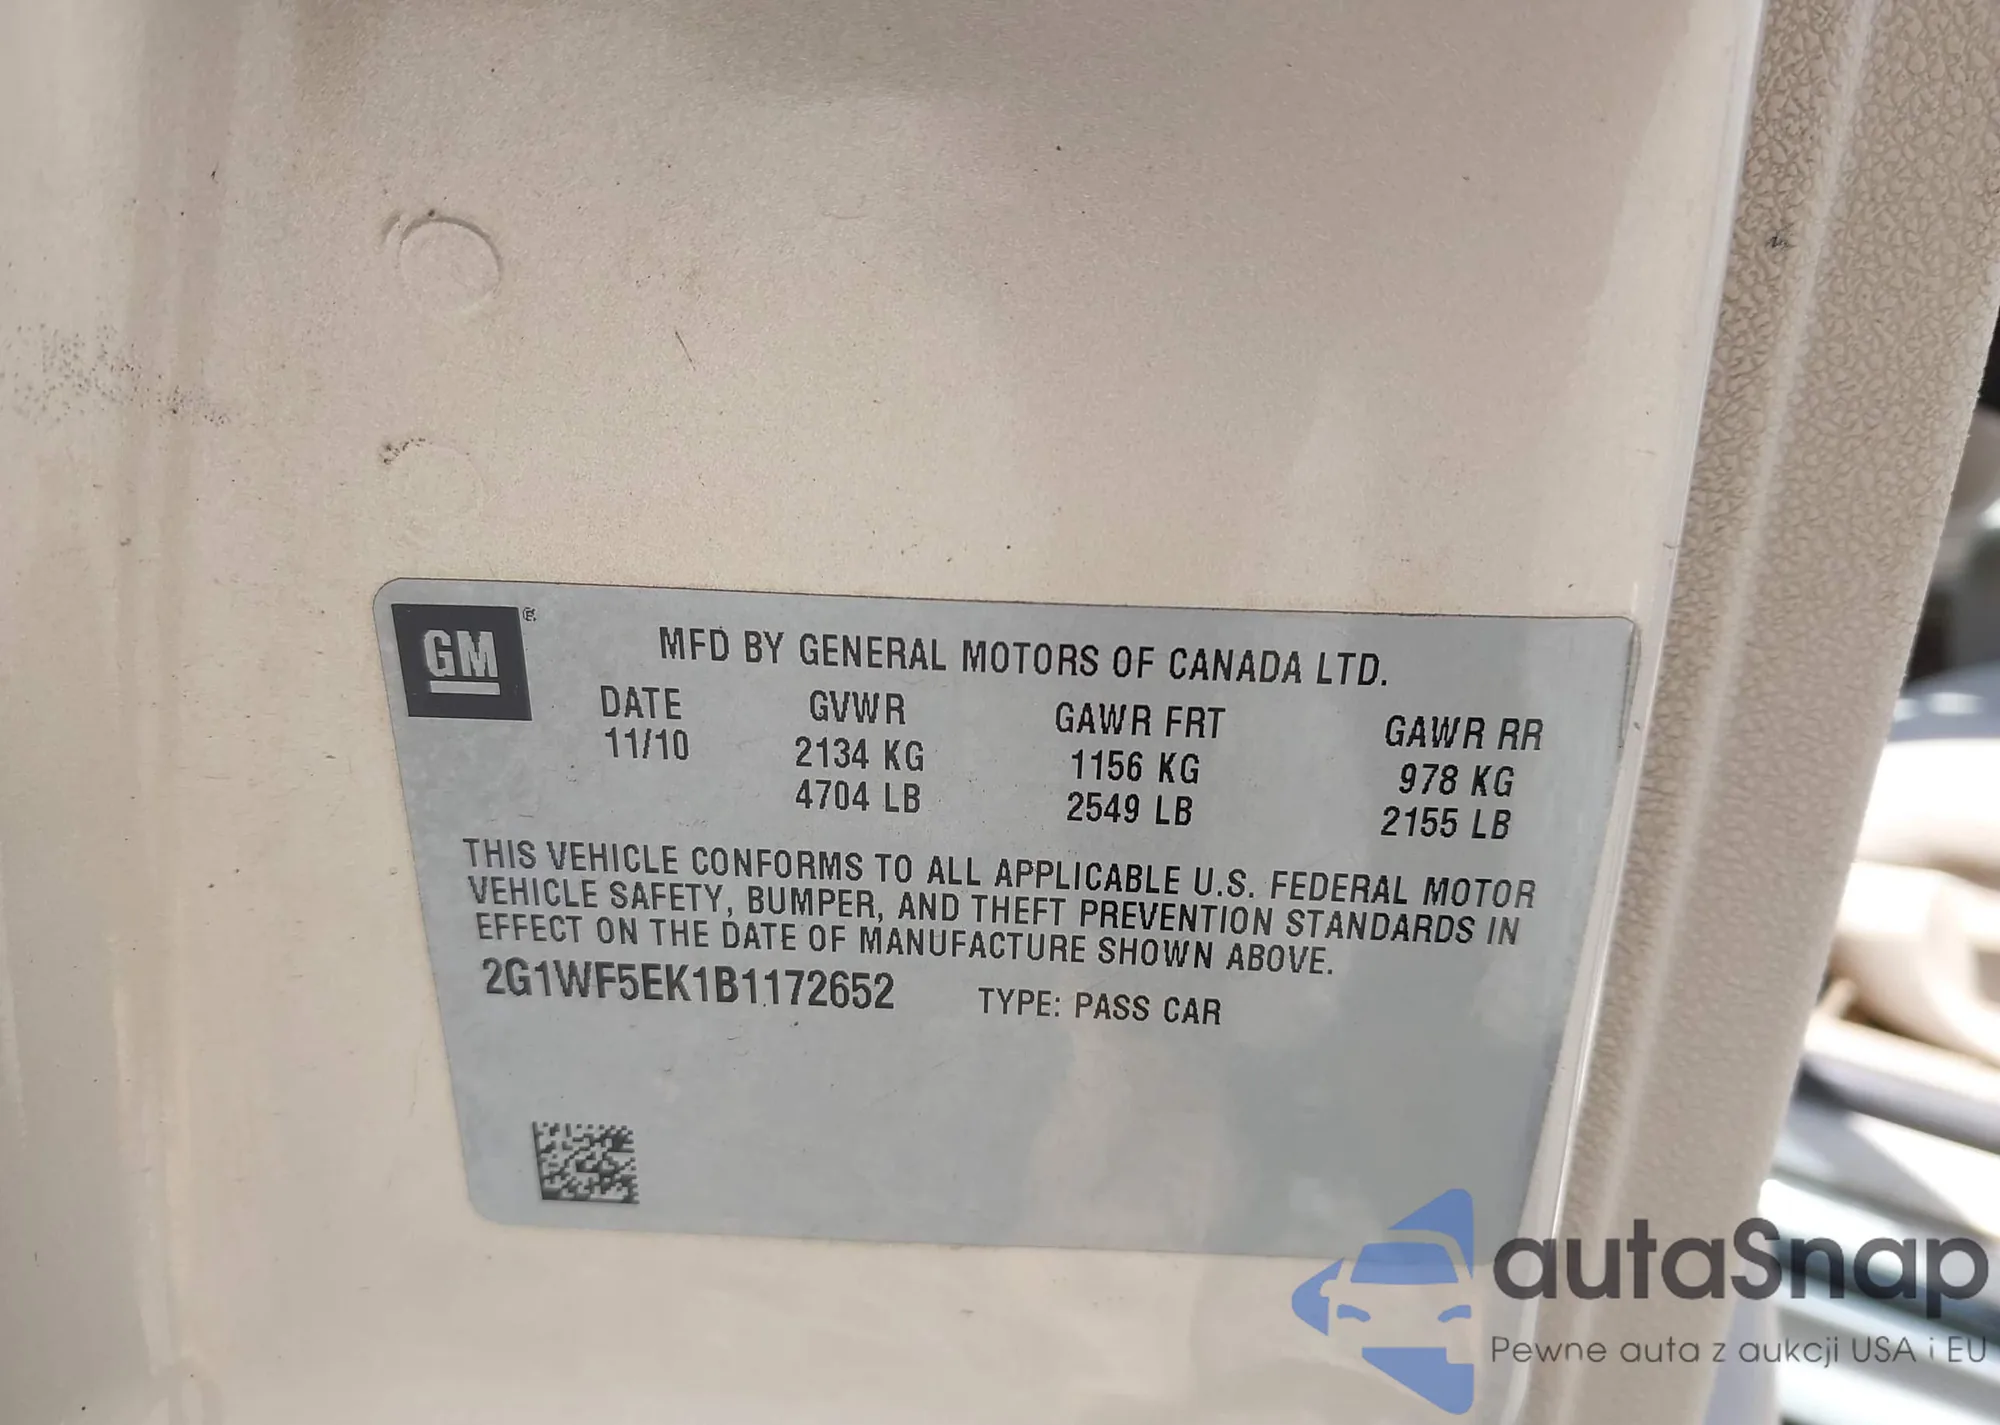 GM
MFD BY GENERAL MOTORS OF CANADA LTD.
DATE GVWR GAWR FRT GAWR RR
11/10 2134 KG 1156 KG 978 KG
4704 LB 2549 LB 2155 LB
THIS VEHICLE CONFORMS TO ALL APPLICABLE U.S. FEDERAL MOTOR
VEHICLE SAFETY, BUMPER, AND THEFT PREVENTION STANDARDS IN
EFFECT ON THE DATE OF MANUFACTURE SHOWN ABOVE.
2G1WF5EK1B1172652 TYPE: PASS CAR
autaSnap
Pewne auta z aukcji USA i EU